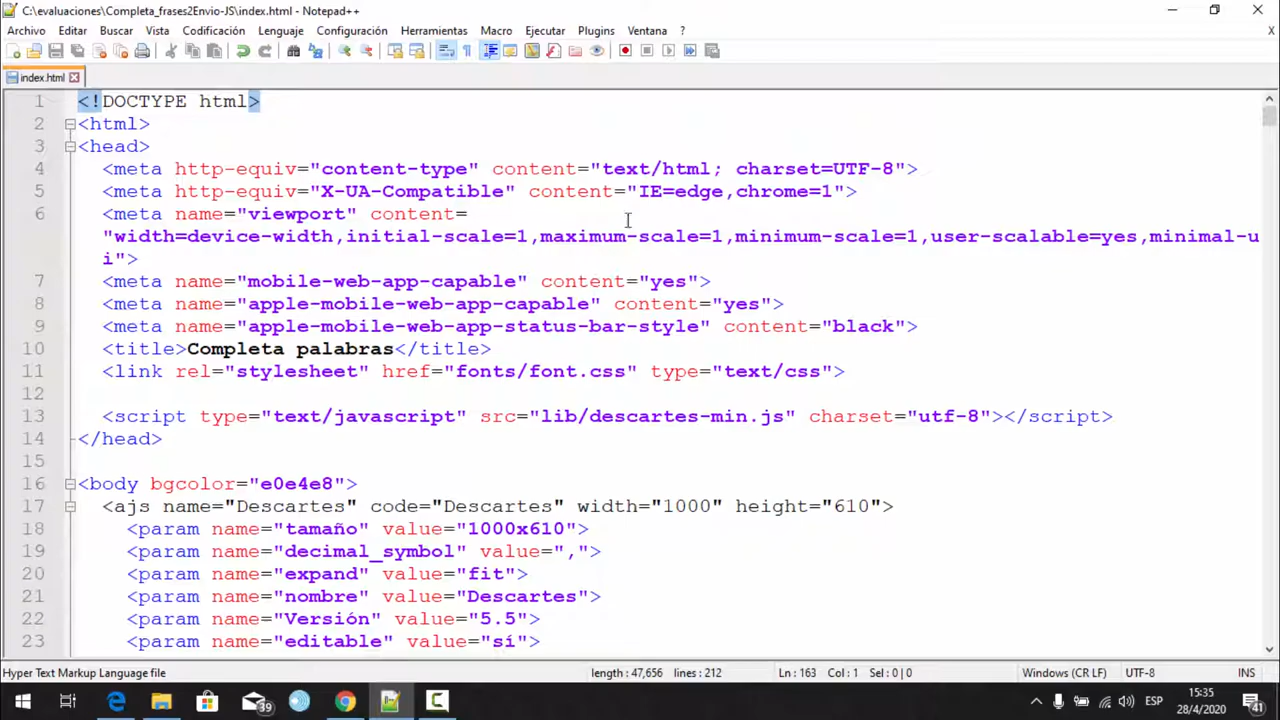 C:\evaluaciones\Completa_frases2Envio-JS\index.html - Notepad++
Archivo Editar Buscar Vista Codificación Lenguaje Configuración Herramientas Macro Ejecutar Plugins Ventana ? X
index.html
1 <!DOCTYPE html>
2 <html>
3 <head>
4 <meta http-equiv="content-type" content="text/html; charset=UTF-8">
5 <meta http-equiv="X-UA-Compatible" content="IE=edge,chrome=1">
6 <meta name="viewport" content=
"width=device-width,initial-scale=1,maximum-scale=1,minimum-scale=1,user-scalable=yes,minimal-u
i">
7 <meta name="mobile-web-app-capable" content="yes">
8 <meta name="apple-mobile-web-app-capable" content="yes">
9 <meta name="apple-mobile-web-app-status-bar-style" content="black">
10 <title>Completa palabras</title>
11 <link rel="stylesheet" href="fonts/font.css" type="text/css">
12
13 <script type="text/javascript" src="lib/descartes-min.js" charset="utf-8"></script>
14 </head>
15
16 <body bgcolor="e0e4e8">
17 <ajs name="Descartes" code="Descartes" width="1000" height="610">
18 <param name="tamaño" value="1000x610">
19 <param name="decimal_symbol" value=",">
20 <param name="expand" value="fit">
21 <param name="nombre" value="Descartes">
22 <param name="Versión" value="5.5">
23 <param name="editable" value="sí">
Hyper Text Markup Language file length : 47,656 lines : 212 Ln : 163 Col : 1 Sel : 0 | 0 Windows (CR LF) UTF-8 INS
39 ESP 15:35 41
28/4/2020